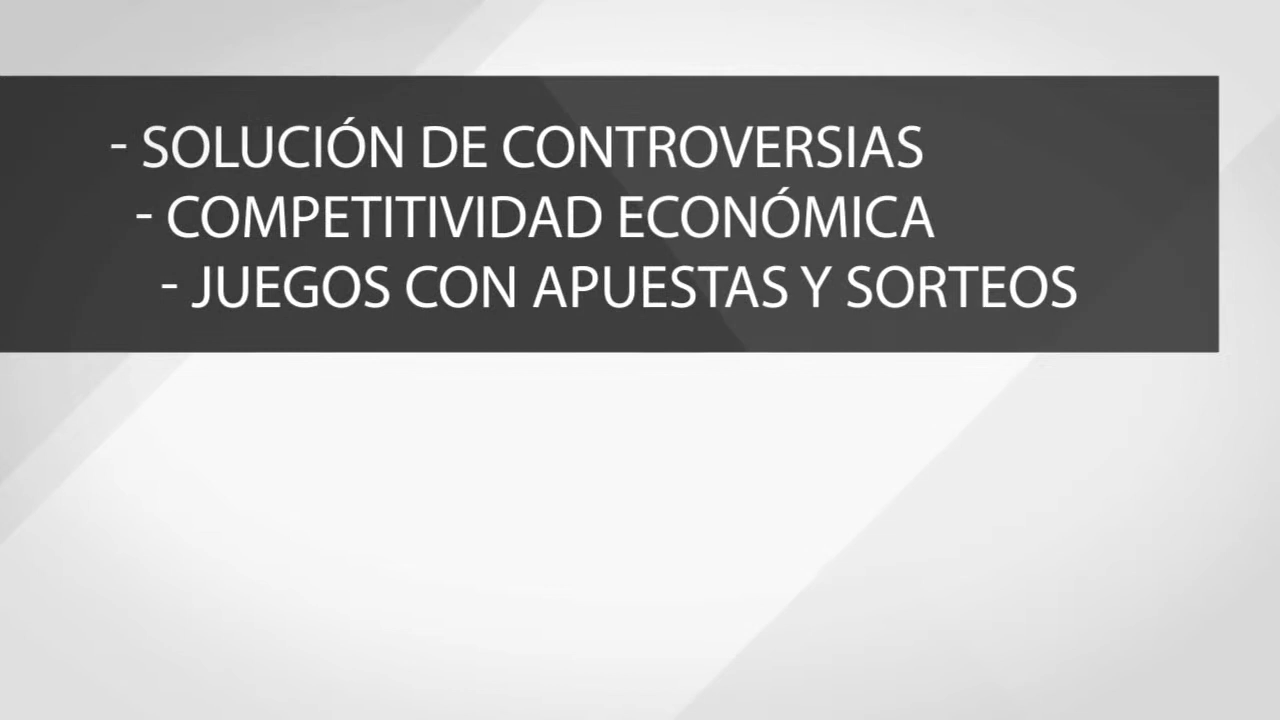 - SOLUCIÓN DE CONTROVERSIAS
- COMPETITIVIDAD ECONÓMICA
- JUEGOS CON APUESTAS Y SORTEOS